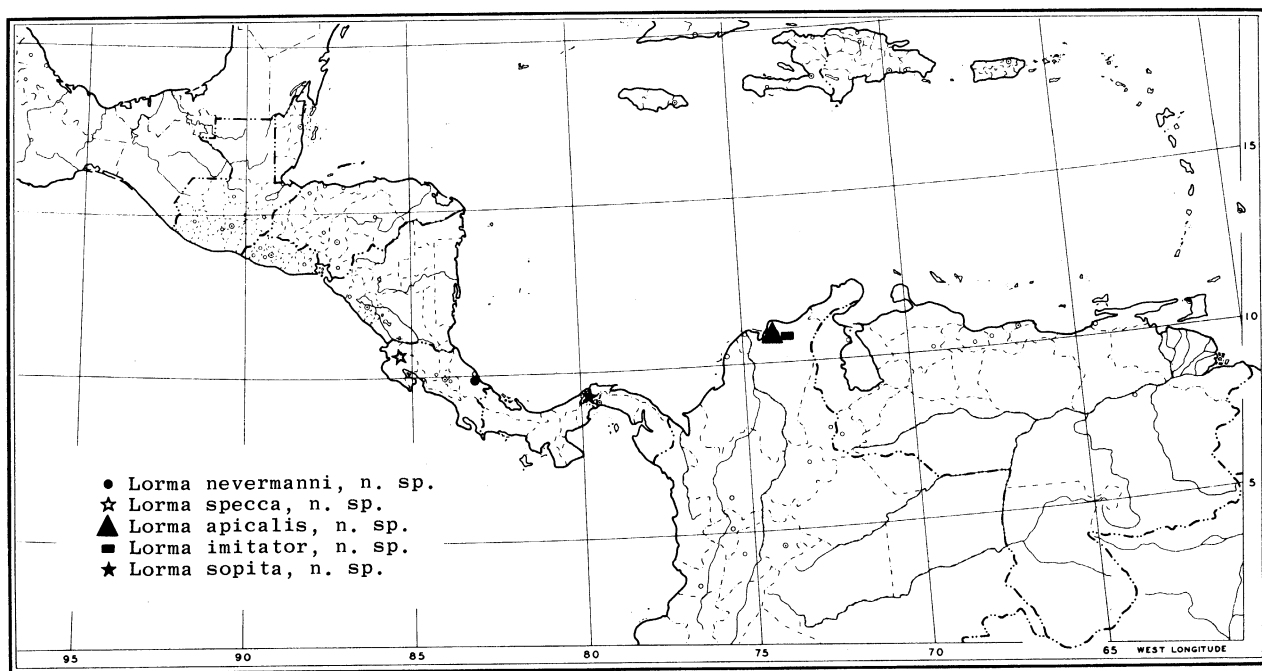 15
10
5
● Lorma nevermanni, n. sp.
☆ Lorma specca, n. sp.
▲ Lorma apicalis, n. sp.
▬ Lorma imitator, n. sp.
★ Lorma sopita, n. sp.
95 90 85 80 75 70 65 WEST LONGITUDE